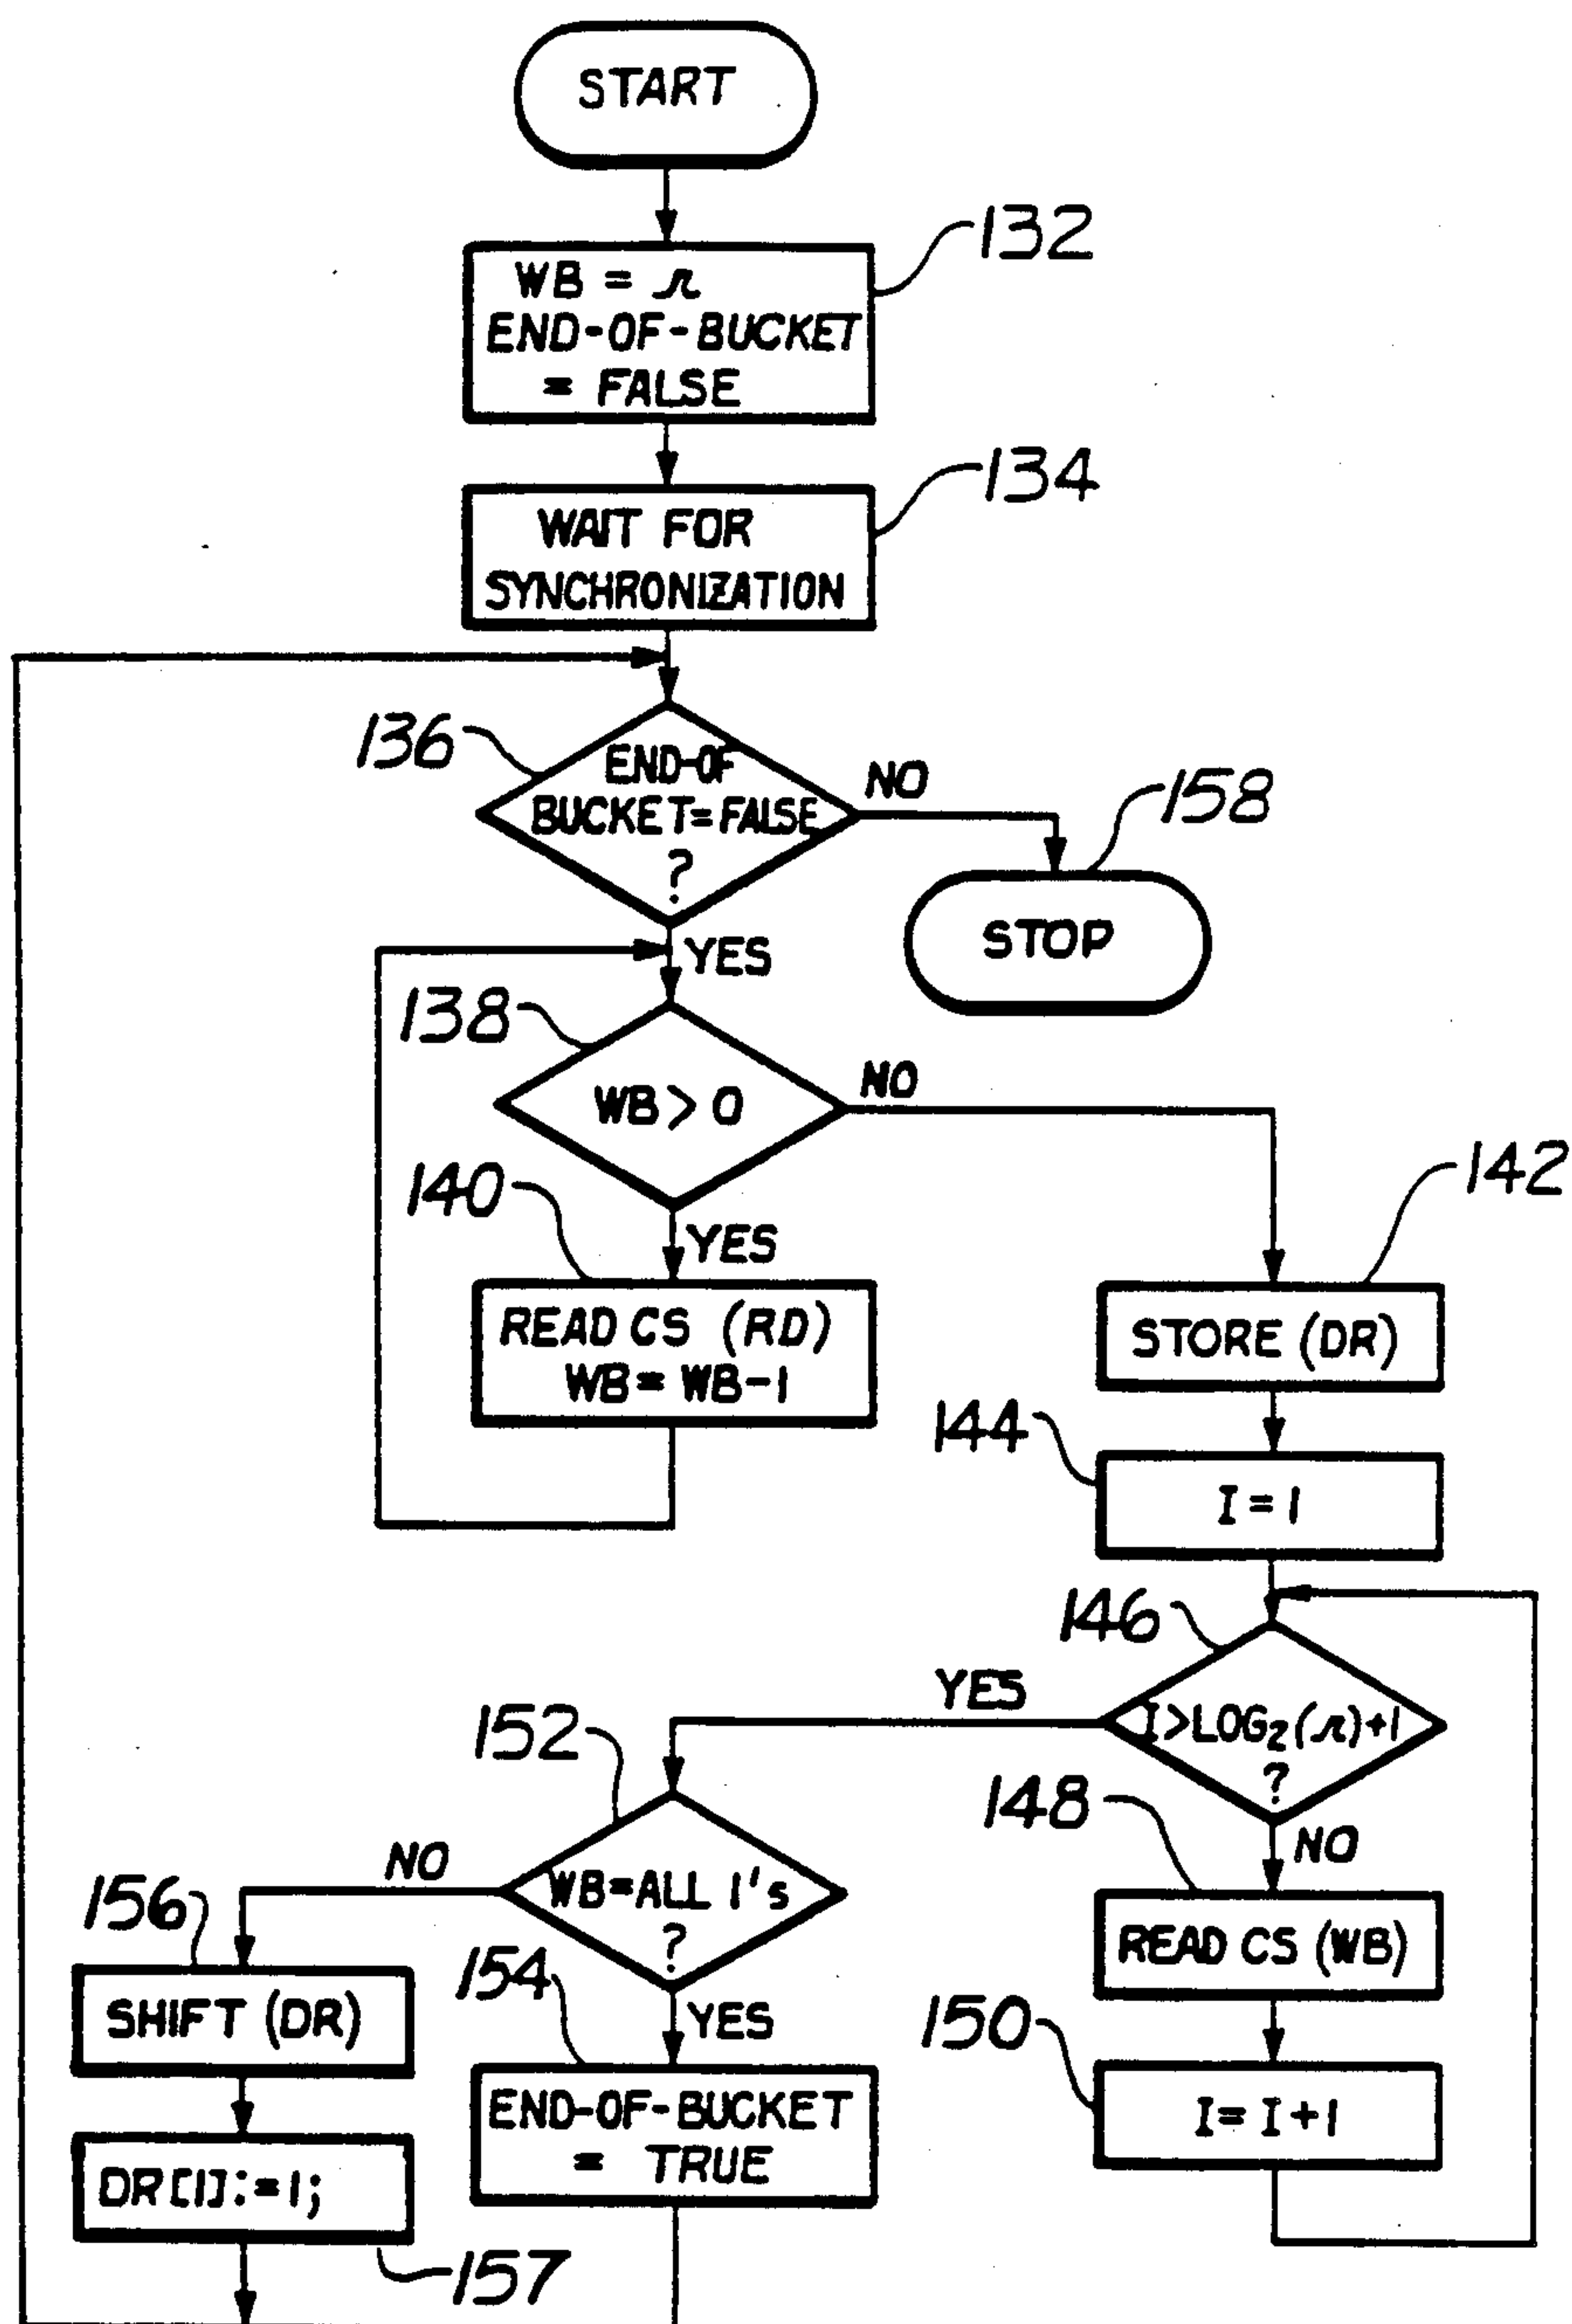 START
132
WB = r
END-OF-BUCKET
= FALSE
134
WAIT FOR
SYNCHRONIZATION
136
END-OF
BUCKET=FALSE
?
NO
158
STOP
YES
138
WB > 0
NO
140
YES
142
READ CS (RD)
WB = WB-1
STORE (DR)
144
I = 1
146
YES
I>LOG2(r)+1
?
152
148
NO
NO
WB=ALL 1's
?
156
154
READ CS (WB)
SHIFT (DR)
YES
150
END-OF-BUCKET
= TRUE
I= I+1
DR[1]:=1;
157